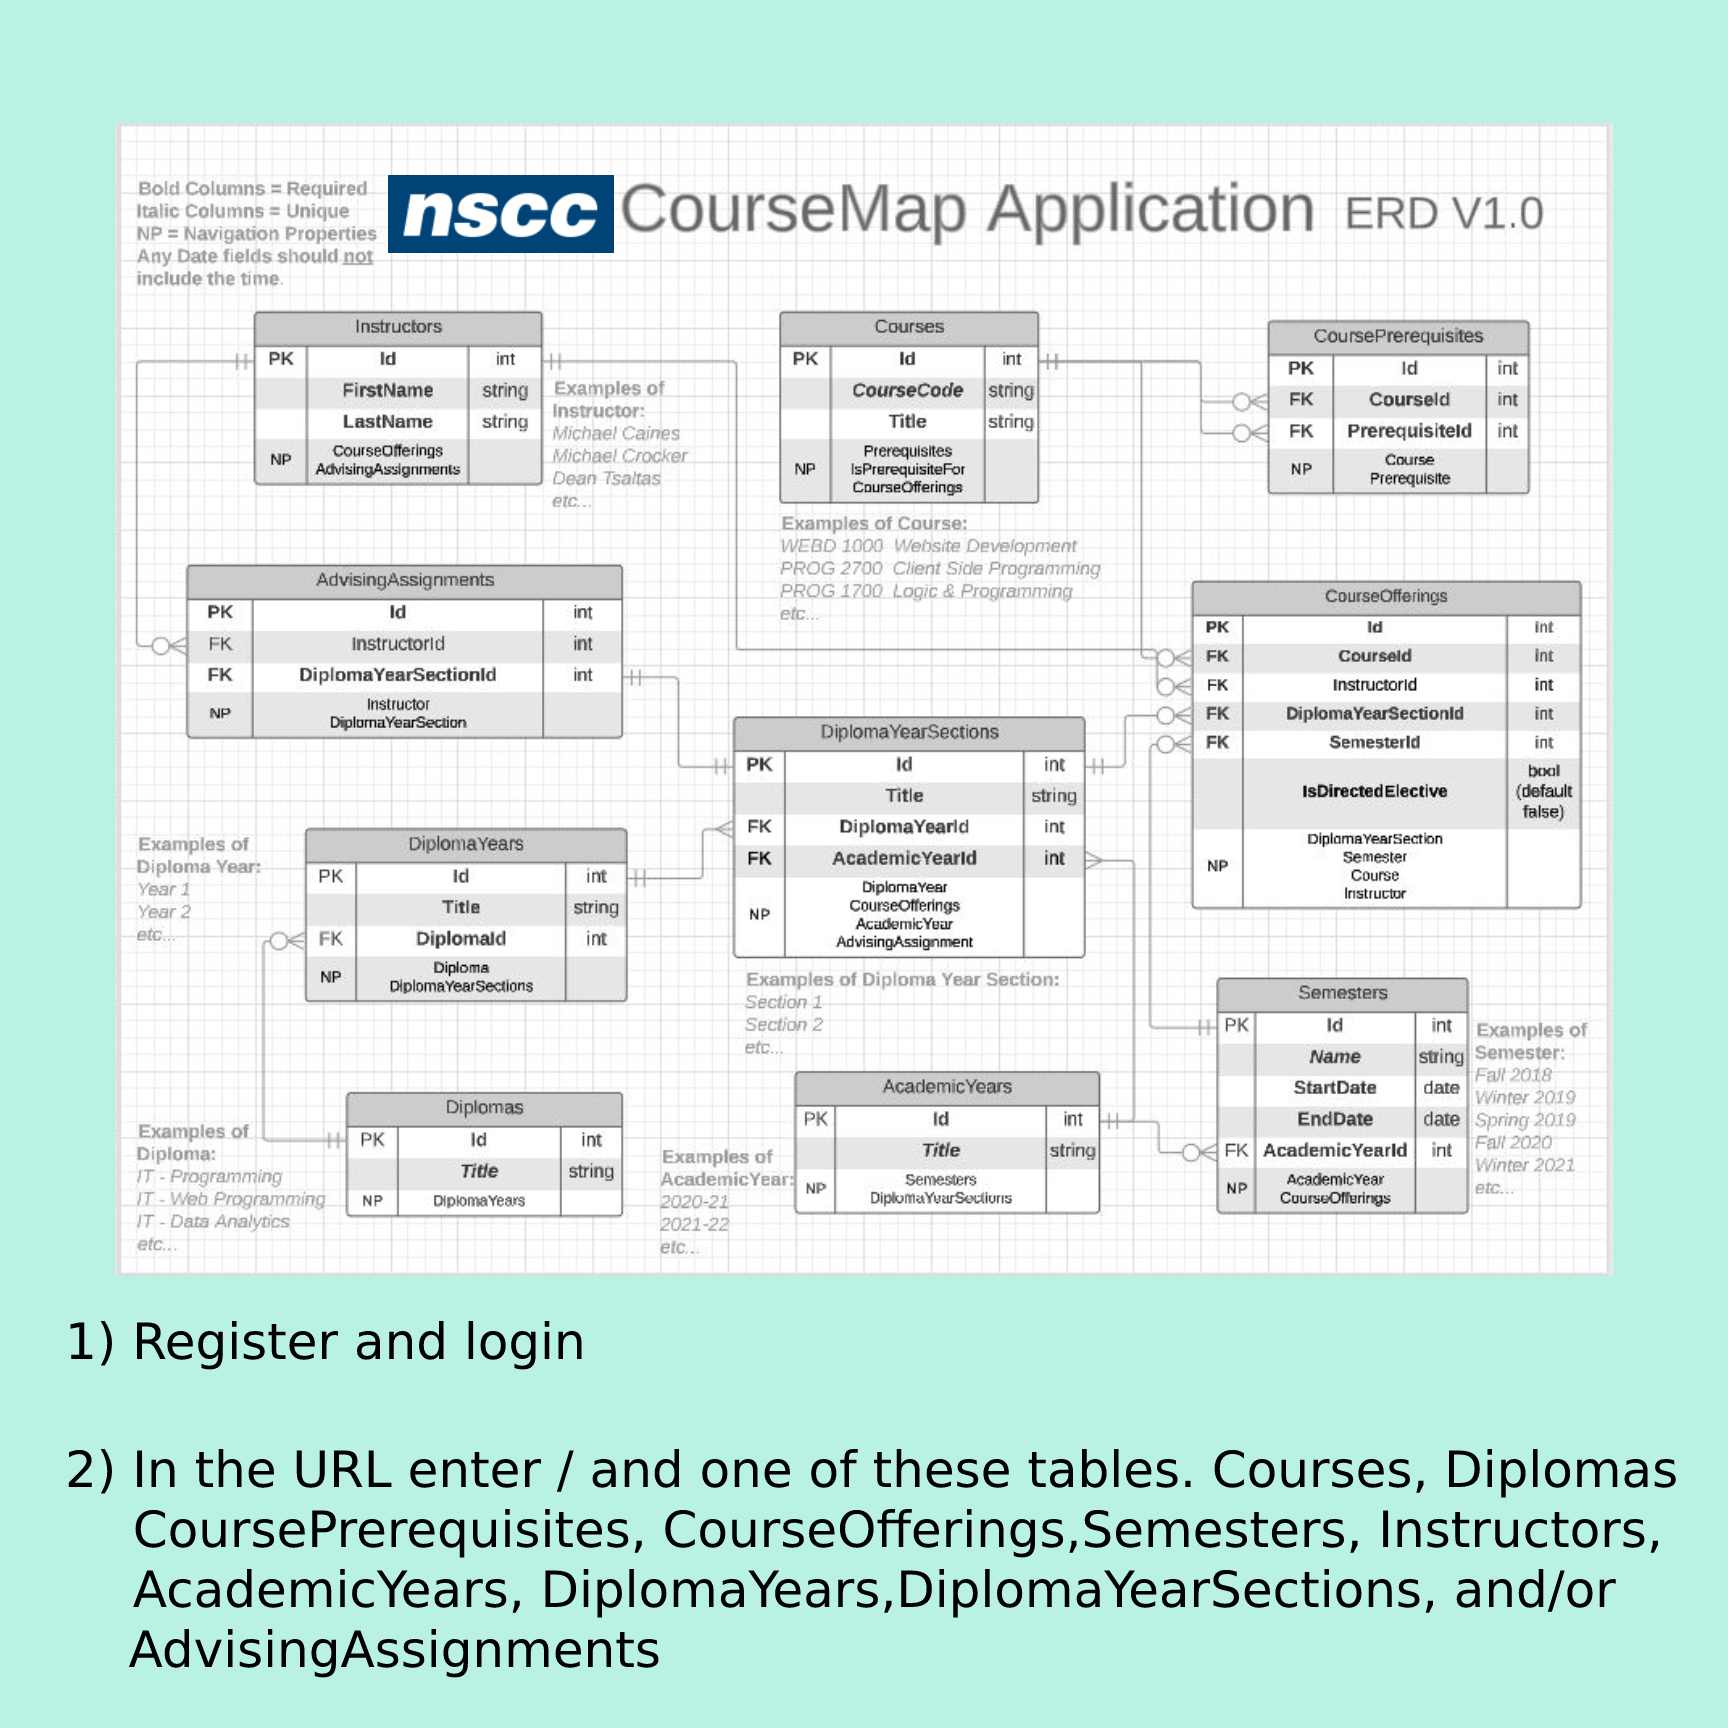 Bold Columns = Required
Italic Columns = Unique
NP = Navigation Properties
Any Date fields should not
include the time.
nscc CourseMap Application ERD V1.0
Instructors
PK Id int
FirstName string
LastName string
NP CourseOfferings
AdvisingAssignments
Examples of
Instructor:
Michael Caines
Michael Crocker
Dean Tsaltas
etc...
Courses
PK Id int
CourseCode string
Title string
NP Prerequisites
IsPrerequisiteFor
CourseOfferings
Examples of Course:
WEBD 1000 Website Development
PROG 2700 Client Side Programming
PROG 1700 Logic & Programming
etc...
CoursePrerequisites
PK Id int
FK CourseId int
FK PrerequisiteId int
NP Course
Prerequisite
AdvisingAssignments
PK Id int
FK InstructorId int
FK DiplomaYearSectionId int
NP Instructor
DiplomaYearSection
CourseOfferings
PK Id int
FK CourseId int
FK InstructorId int
FK DiplomaYearSectionId int
FK SemesterId int
IsDirectedElective bool
(default
false)
NP DiplomaYearSection
Semester
Course
Instructor
DiplomaYearSections
PK Id int
Title string
FK DiplomaYearId int
FK AcademicYearId int
NP DiplomaYear
CourseOfferings
AcademicYear
AdvisingAssignment
Examples of Diploma Year Section:
Section 1
Section 2
etc...
Examples of
Diploma Year:
Year 1
Year 2
etc...
DiplomaYears
PK Id int
Title string
FK DiplomaId int
NP Diploma
DiplomaYearSections
Semesters
PK Id int
Name string
StartDate date
EndDate date
FK AcademicYearId int
NP AcademicYear
CourseOfferings
Examples of
Semester:
Fall 2018
Winter 2019
Spring 2019
Fall 2020
Winter 2021
etc...
Examples of
Diploma:
IT - Programming
IT - Web Programming
IT - Data Analytics
etc...
Diplomas
PK Id int
Title string
NP DiplomaYears
Examples of
AcademicYear:
2020-21
2021-22
etc...
AcademicYears
PK Id int
Title string
NP Semesters
DiplomaYearSections
1) Register and login
2) In the URL enter / and one of these tables. Courses, Diplomas
CoursePrerequisites, CourseOfferings,Semesters, Instructors,
AcademicYears, DiplomaYears,DiplomaYearSections, and/or
AdvisingAssignments